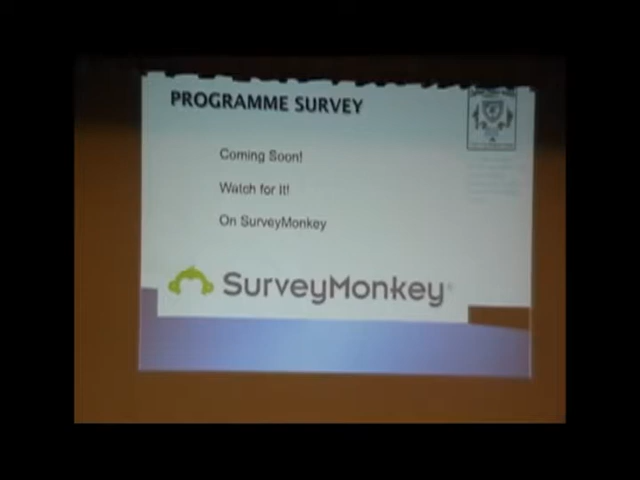 PROGRAMME SURVEY
Coming Soon!
Watch for It!
On SurveyMonkey
SurveyMonkey®